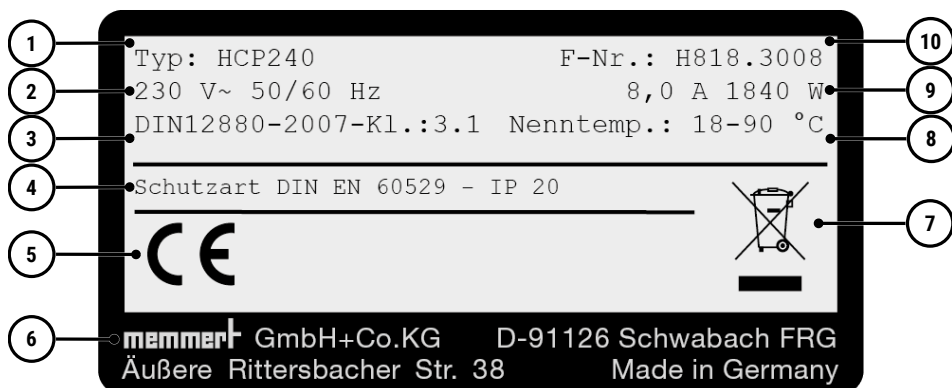 1 Typ: HCP240 F-Nr.: H818.3008 10
2 230 V~ 50/60 Hz 8,0 A 1840 W 9
3 DIN12880-2007-Kl.:3.1 Nenntemp.: 18-90 °C 8
4 Schutzart DIN EN 60529 - IP 20
5 CE 7
6 memmert GmbH+Co.KG D-91126 Schwabach FRG
Äußere Rittersbacher Str. 38 Made in Germany